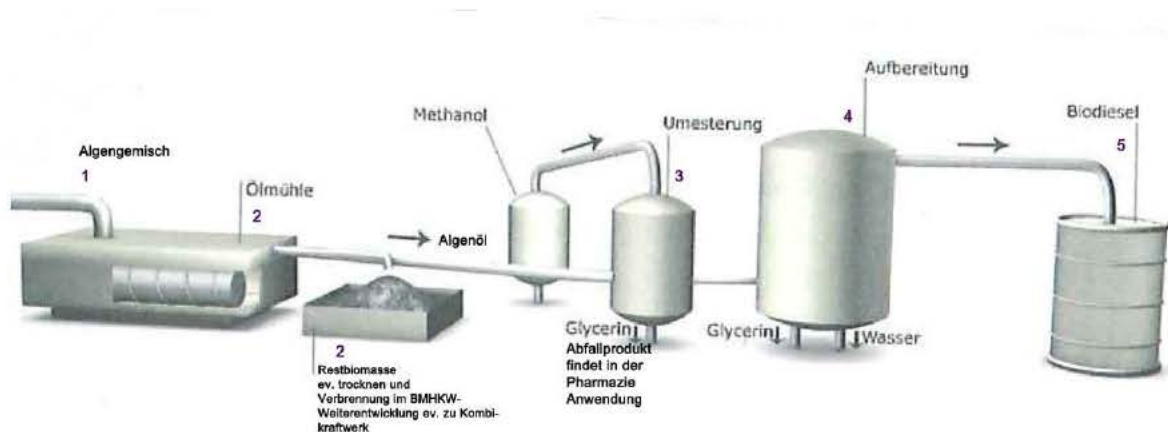 Algengemisch
1
Ölmühle
2
Algenöl
2
Restbiomasse
ev. trocknen und
Verbrennung im BMHKW-
Weiterentwicklung ev. zu Kombi-
kraftwerk
Methanol
Umesterung
3
Glycerin
Abfallprodukt
findet in der
Pharmazie
Anwendung
Aufbereitung
4
Glycerin
Wasser
Biodiesel
5